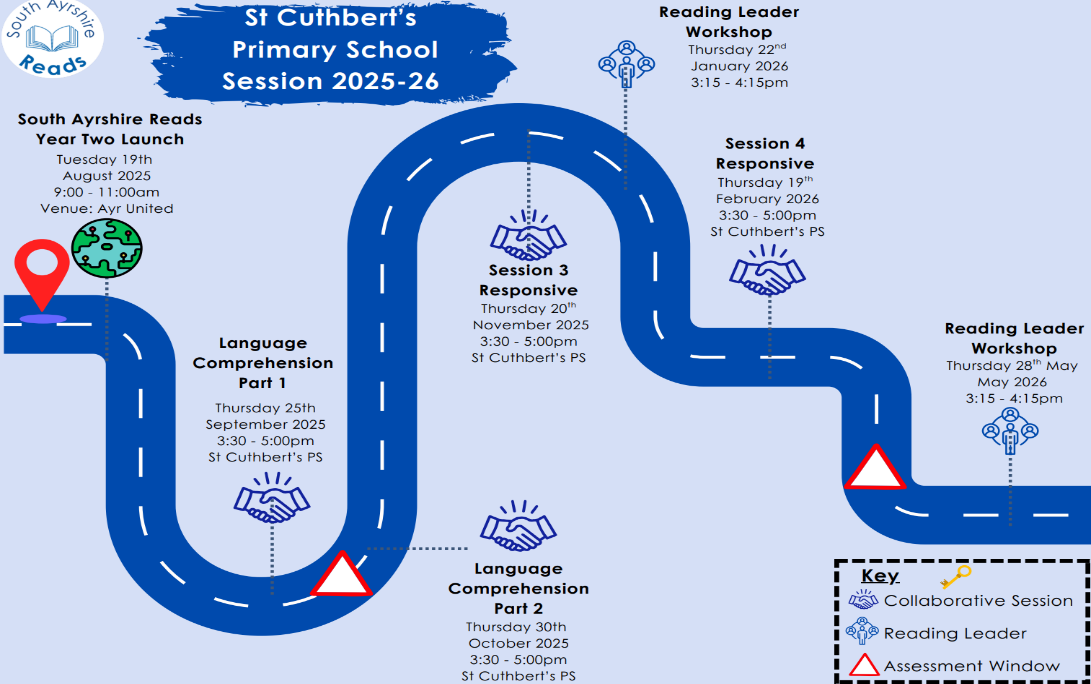 South Ayrshire
Reads
St Cuthbert's
Primary School
Session 2025-26
South Ayrshire Reads
Year Two Launch
Tuesday 19th
August 2025
9:00 - 11:00am
Venue: Ayr United
Language
Comprehension
Part 1
Thursday 25th
September 2025
3:30 - 5:00pm
St Cuthbert's PS
Language
Comprehension
Part 2
Thursday 30th
October 2025
3:30 - 5:00pm
St Cuthbert's PS
Session 3
Responsive
Thursday 20th
November 2025
3:30 - 5:00pm
St Cuthbert's PS
Reading Leader
Workshop
Thursday 22nd
January 2026
3:15 - 4:15pm
Session 4
Responsive
Thursday 19th
February 2026
3:30 - 5:00pm
St Cuthbert's PS
Reading Leader
Workshop
Thursday 28th May
May 2026
3:15 - 4:15pm
Key
Collaborative Session
Reading Leader
Assessment Window